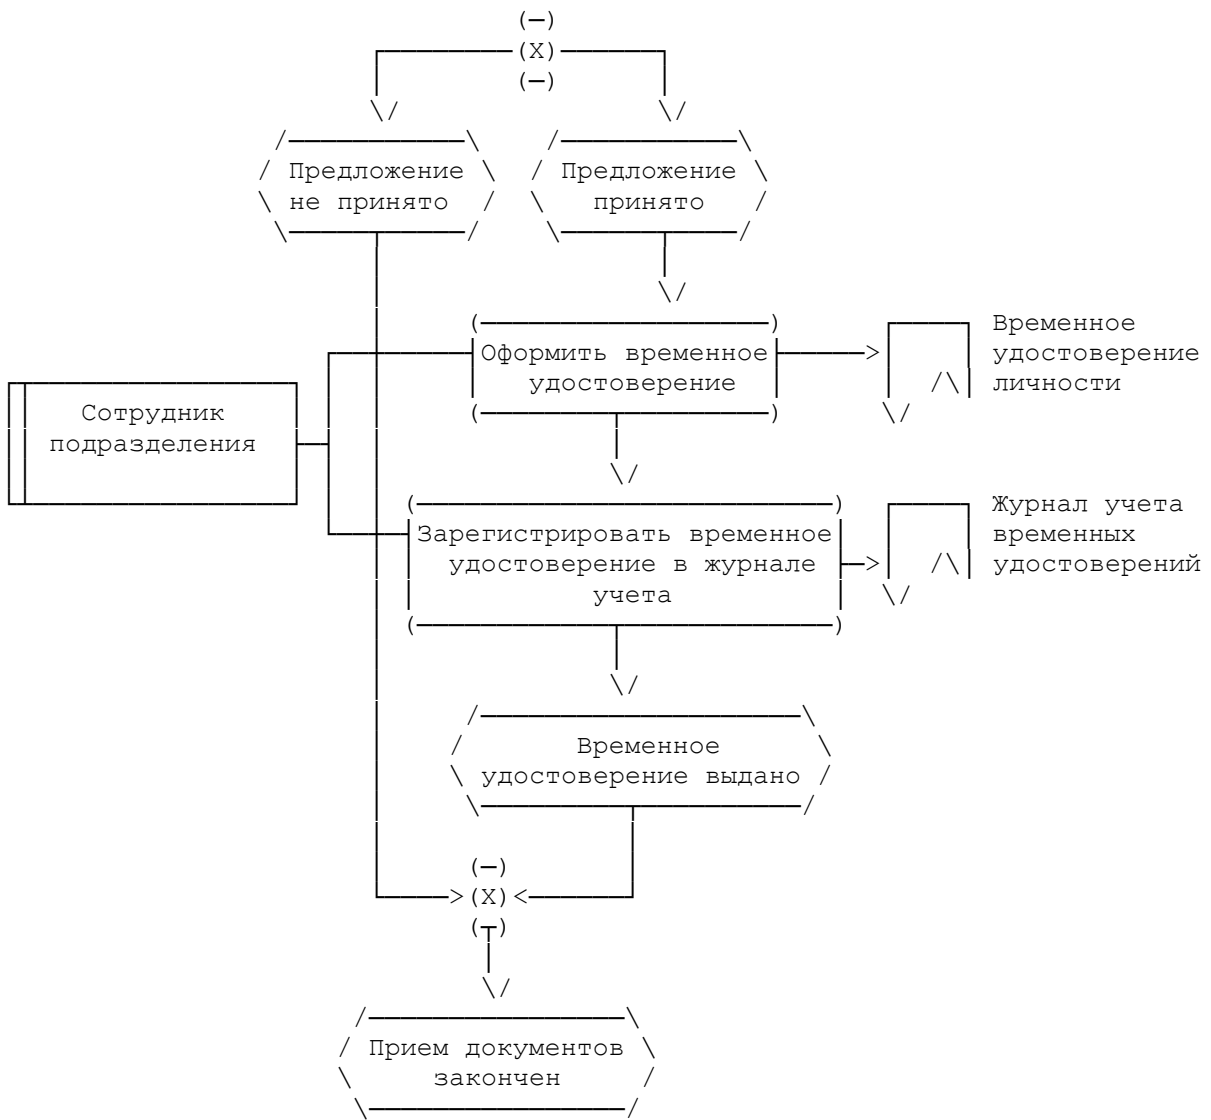 (X)
Предложение
не принято
Предложение
принято
Оформить временное
удостоверение
Временное
удостоверение
личности
Сотрудник
подразделения
Зарегистрировать временное
удостоверение в журнале
учета
Журнал учета
временных
удостоверений
Временное
удостоверение выдано
(X)
Прием документов
закончен